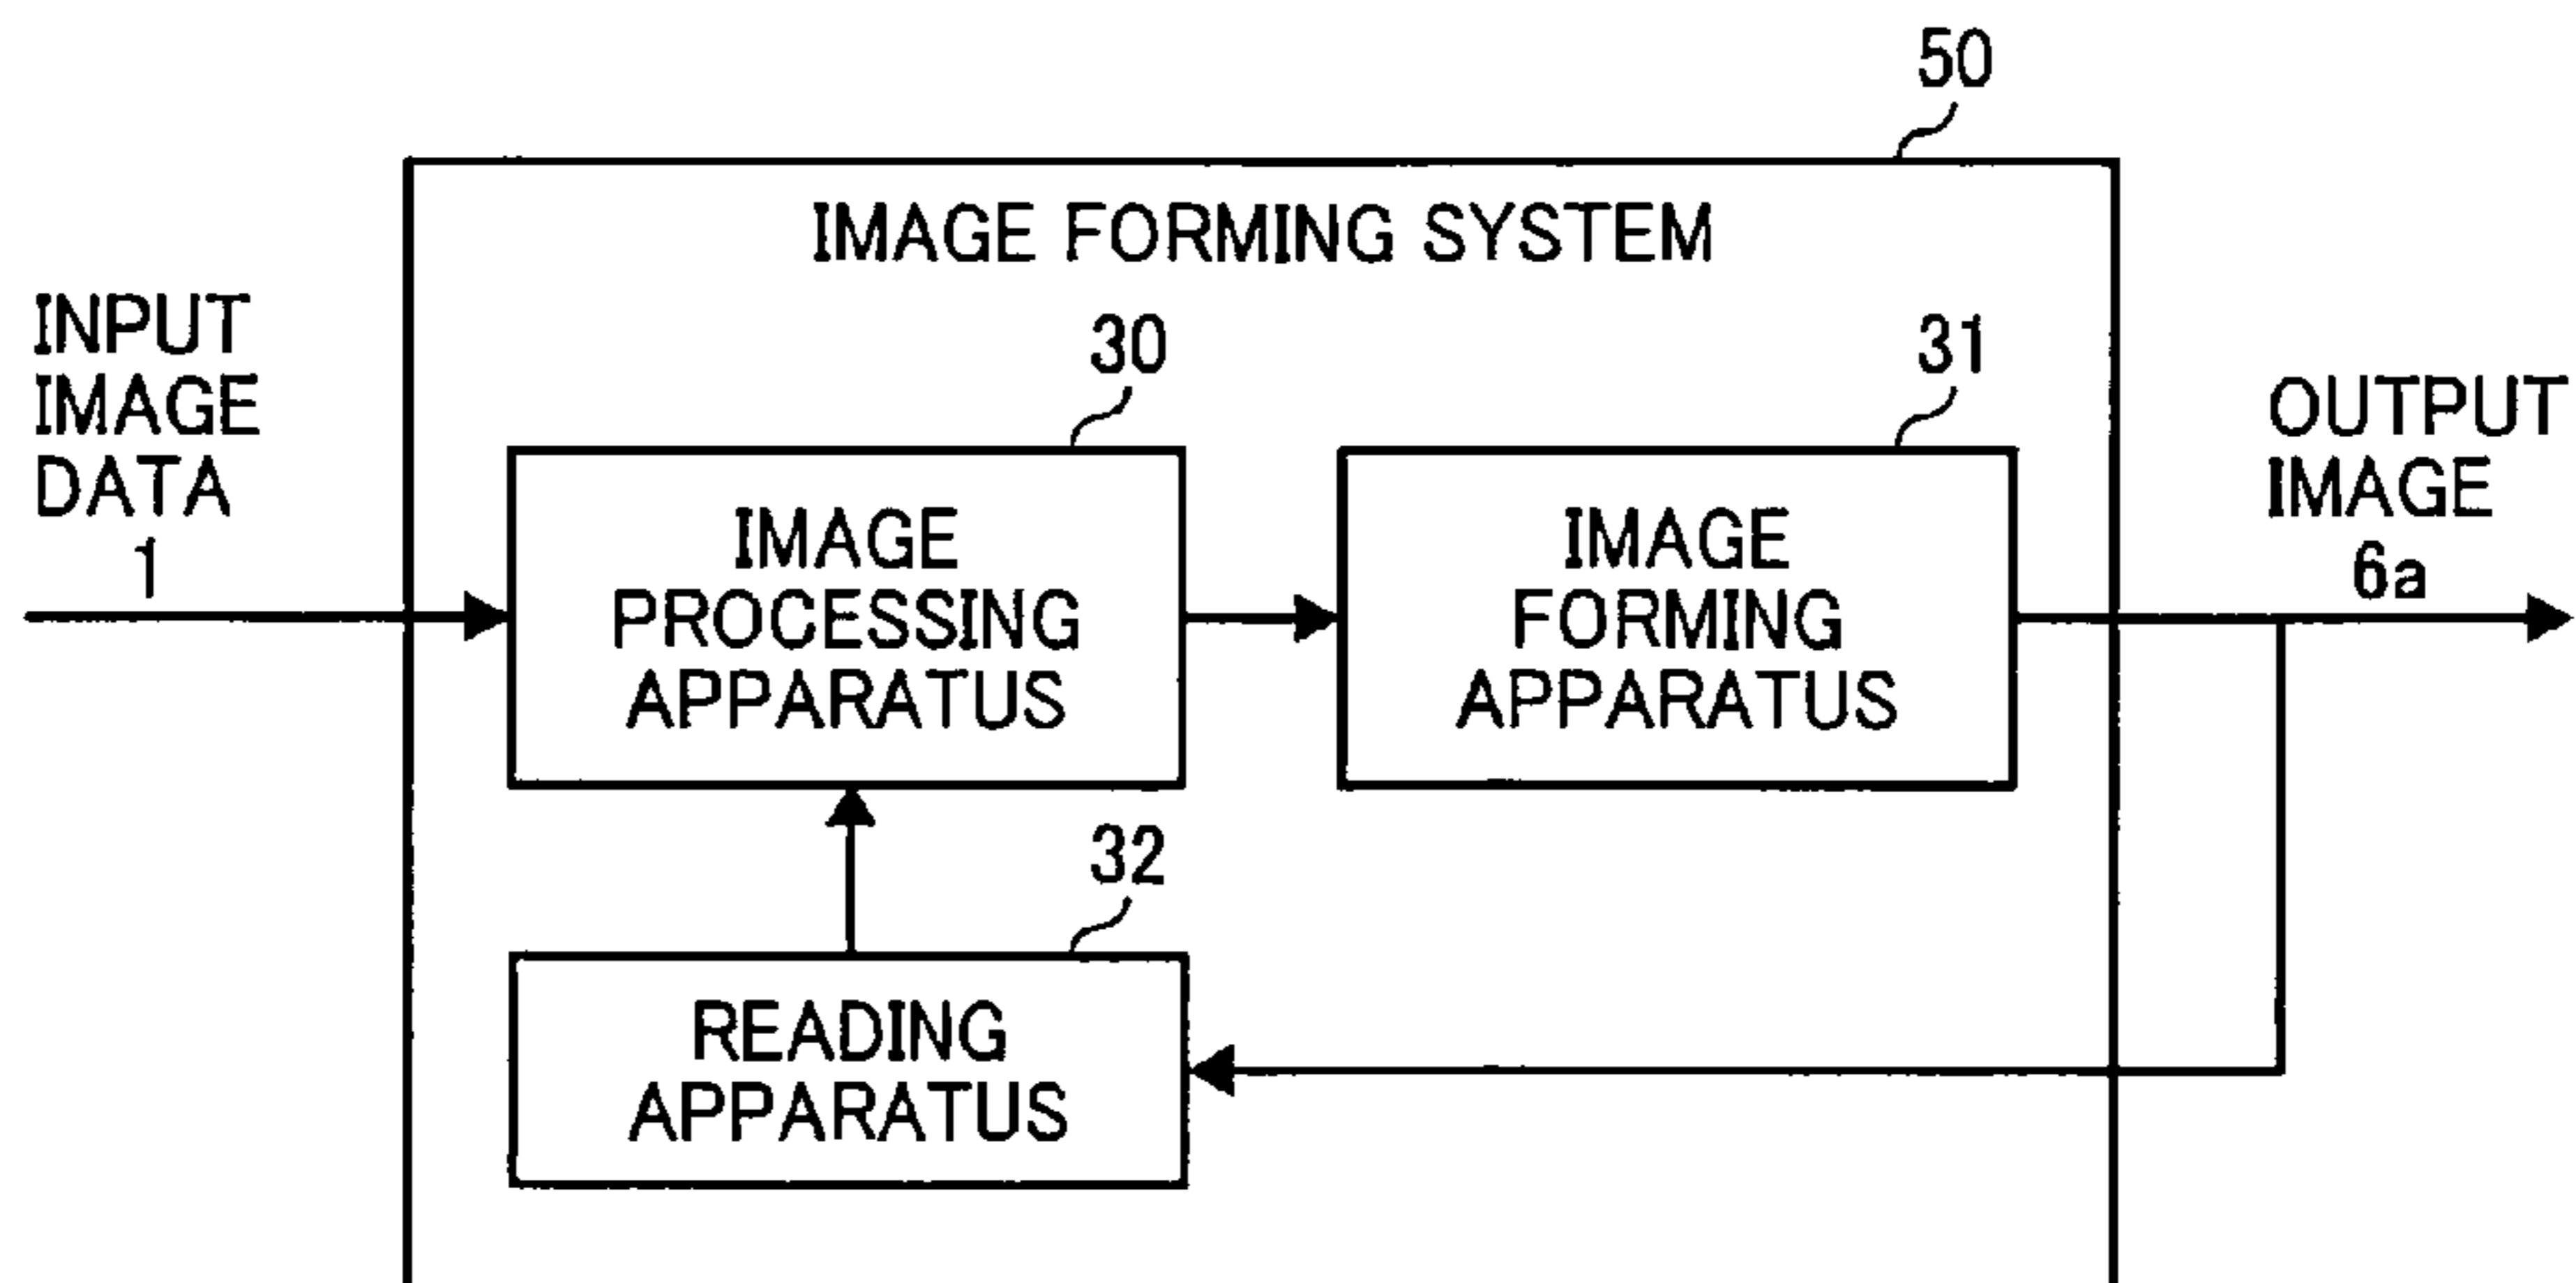 50
IMAGE FORMING SYSTEM
INPUT
IMAGE
DATA
1
30
IMAGE
PROCESSING
APPARATUS
31
IMAGE
FORMING
APPARATUS
OUTPUT
IMAGE
6a
32
READING
APPARATUS